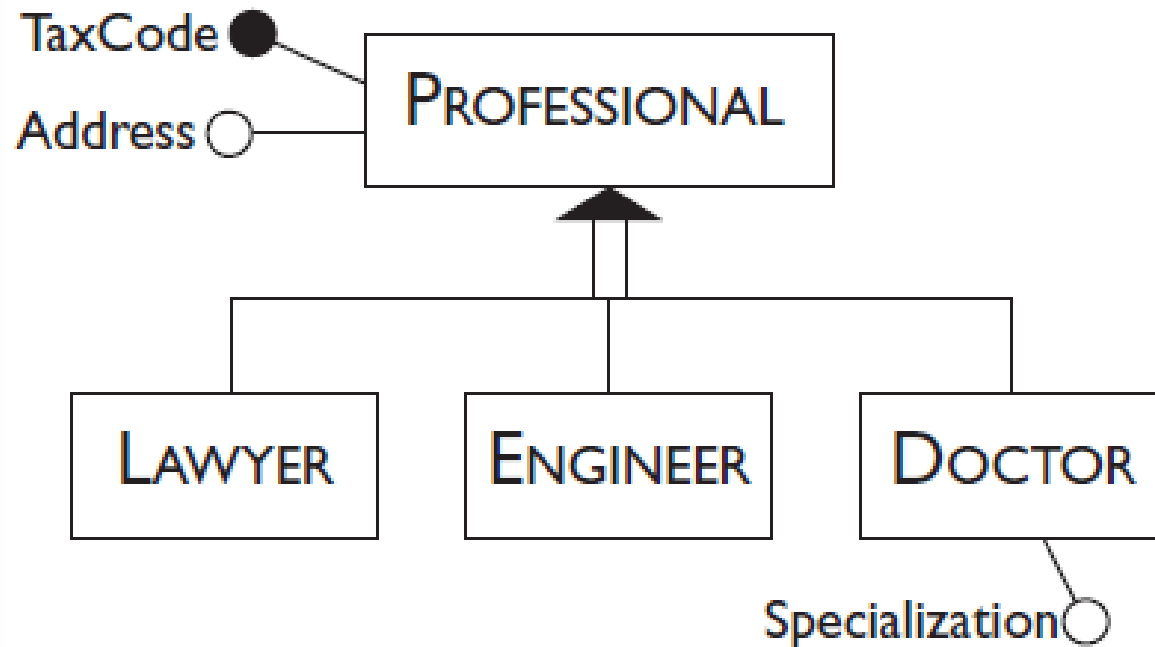 TaxCode
Address
PROFESSIONAL
LAWYER
ENGINEER
DOCTOR
Specialization